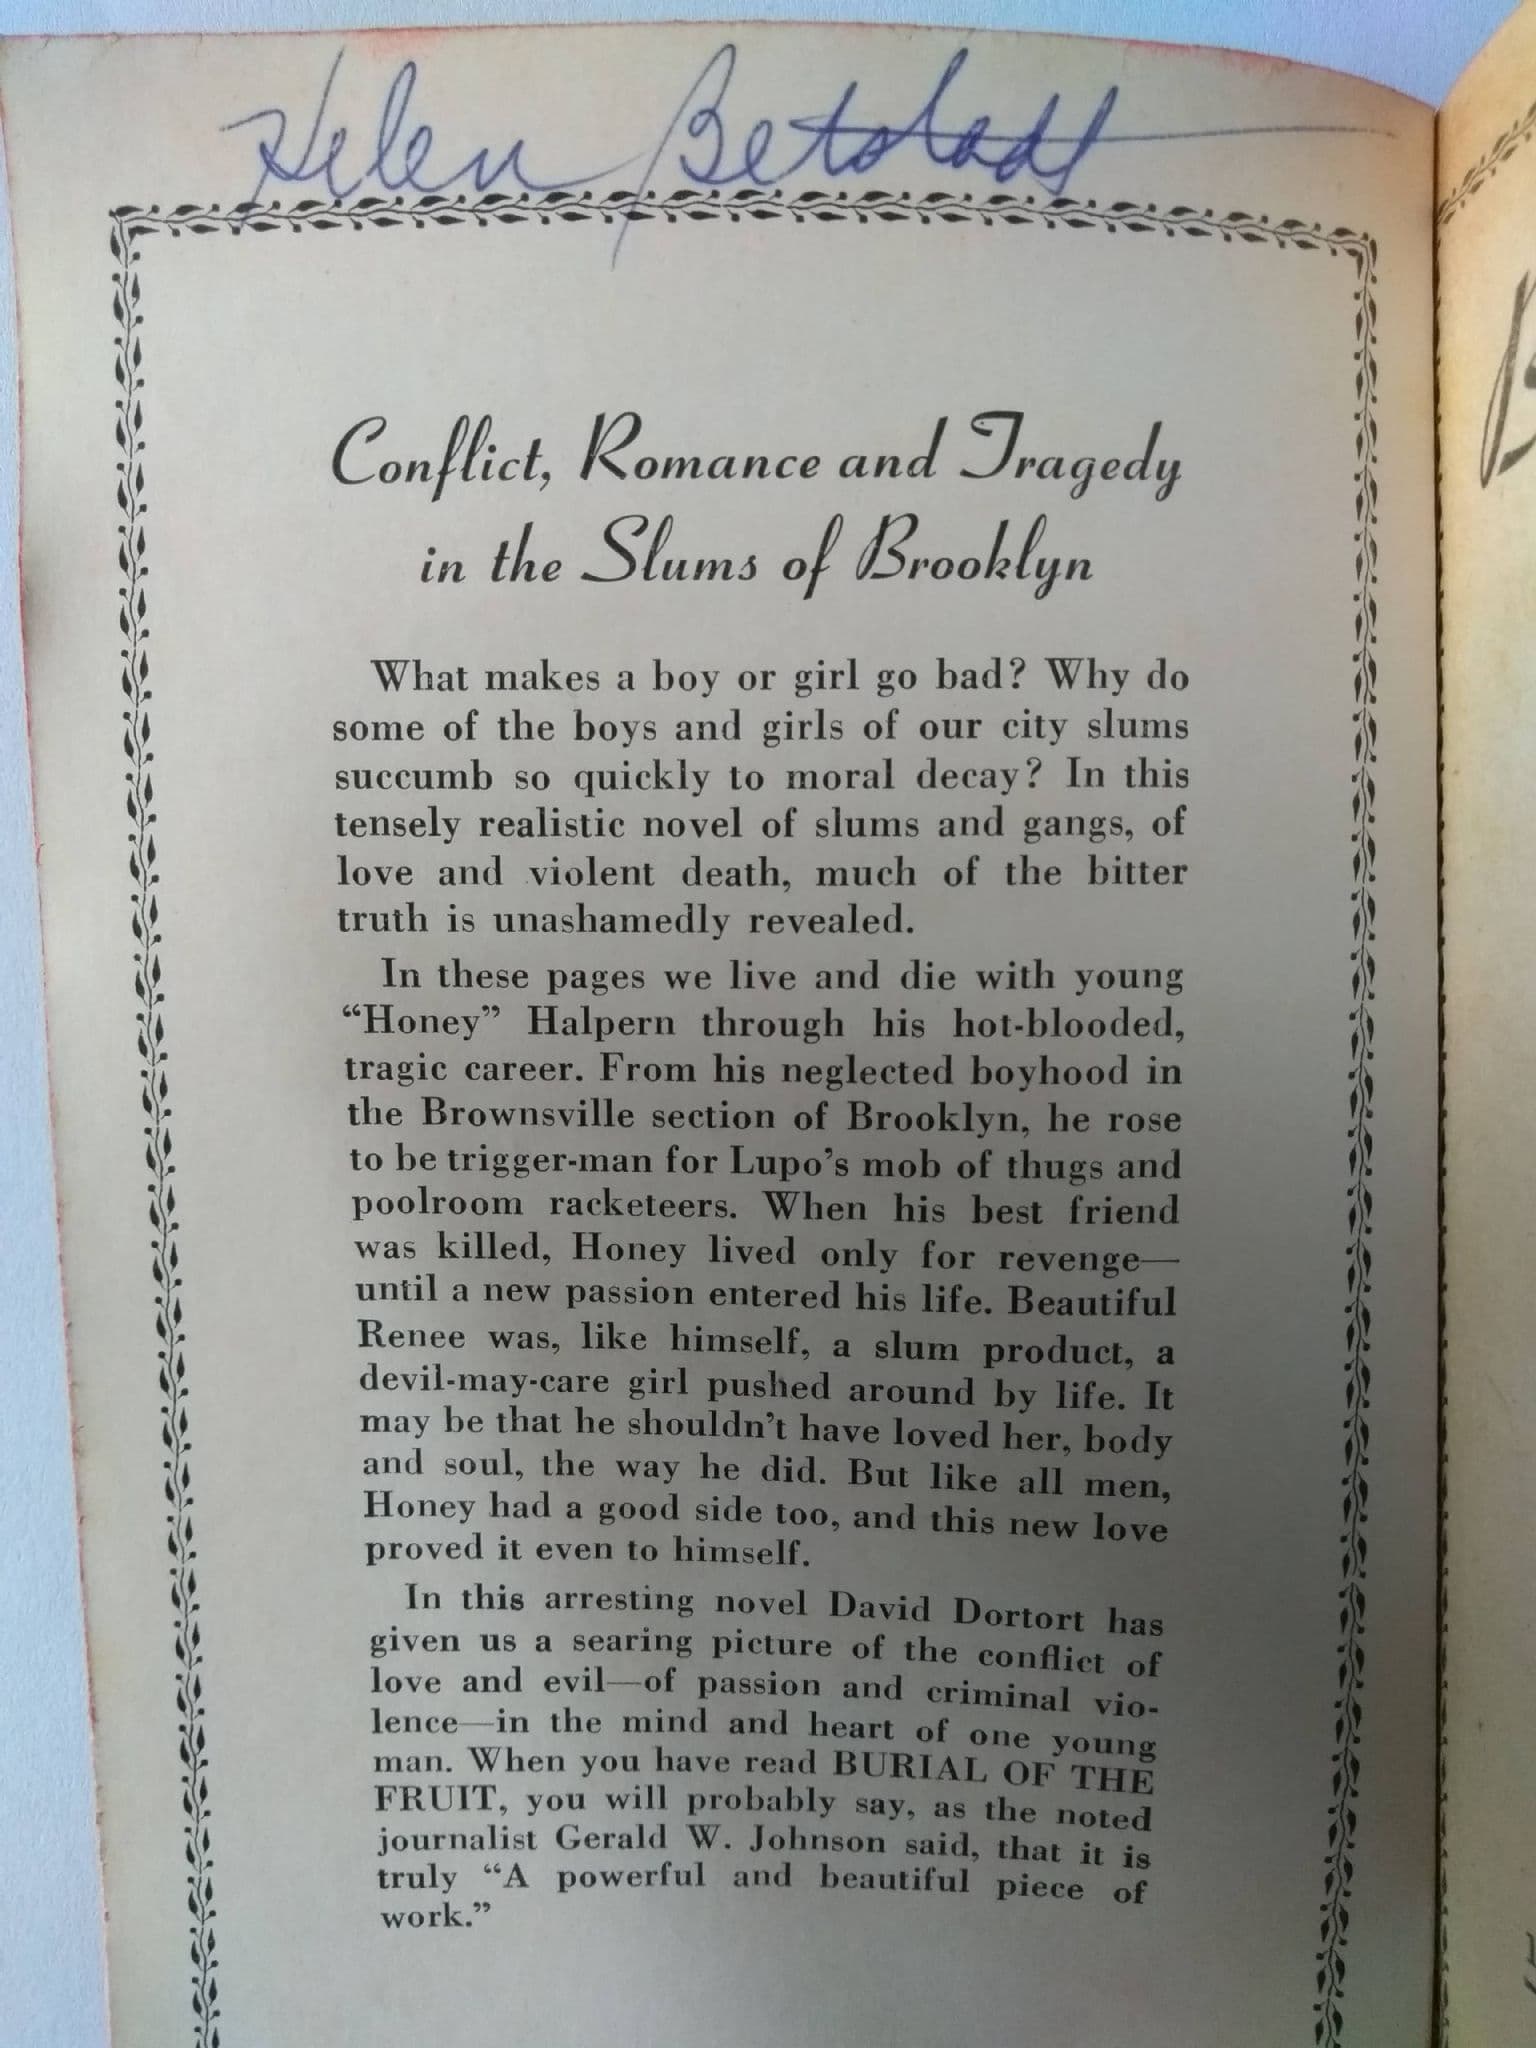 Helen
Conflict, Romance and Tragedy
in the Slums of Brooklyn
What makes a boy or girl go bad? Why do
some of the boys and girls of our city slums
succumb so quickly to moral decay? In this
tensely realistic novel of slums and gangs, of
love and violent death, much of the bitter
truth is unashamedly revealed.
In these pages we live and die with young
“Honey” Halpern through his hot-blooded,
tragic career. From his neglected boyhood in
the Brownsville section of Brooklyn, he rose
to be trigger-man for Lupo’s mob of thugs and
poolroom racketeers. When his best friend
was killed, Honey lived only for revenge—
until a new passion entered his life. Beautiful
Renee was, like himself, a slum product, a
devil-may-care girl pushed around by life. It
may be that he shouldn’t have loved her, body
and soul, the way he did. But like all men,
Honey had a good side too, and this new love
proved it even to himself.
In this arresting novel David Dortort has
given us a searing picture of the conflict of
love and evil—of passion and criminal vio-
lence—in the mind and heart of one young
man. When you have read BURIAL OF THE
FRUIT, you will probably say, as the noted
journalist Gerald W. Johnson said, that it is
truly “A powerful and beautiful piece of
work.”